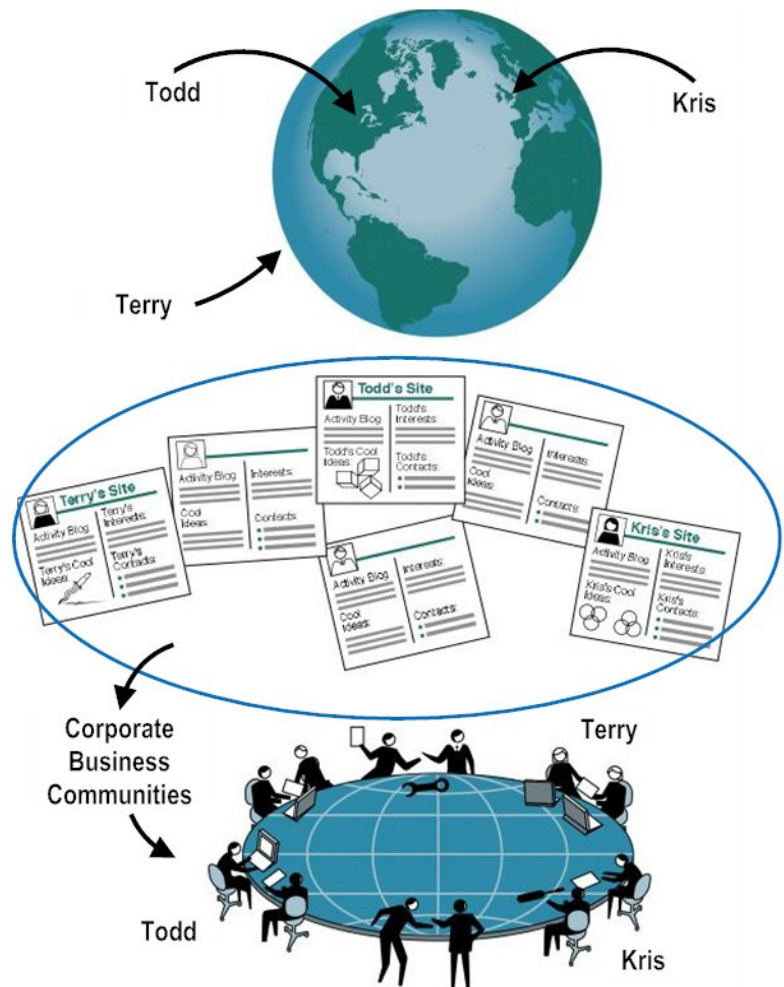 Todd
Kris
Terry
Todd's Site
Activity Blog
Todd's
Interests:
Todd's Cool
Ideas:
Todd's
Contacts:
Activity Blog
Interests:
Cool
Ideas:
Contacts:
Activity Blog
Interests:
Cool
Ideas:
Contacts:
Terry's Site
Activity Blog
Terry's
Interests:
Terry's Cool
Ideas:
Terry's
Contacts:
Activity Blog
Interests:
Cool
Ideas:
Contacts:
Kris's Site
Activity Blog
Kris's
Interests:
Kris's Cool
Ideas:
Kris's
Contacts:
Corporate
Business
Communities
Terry
Todd
Kris